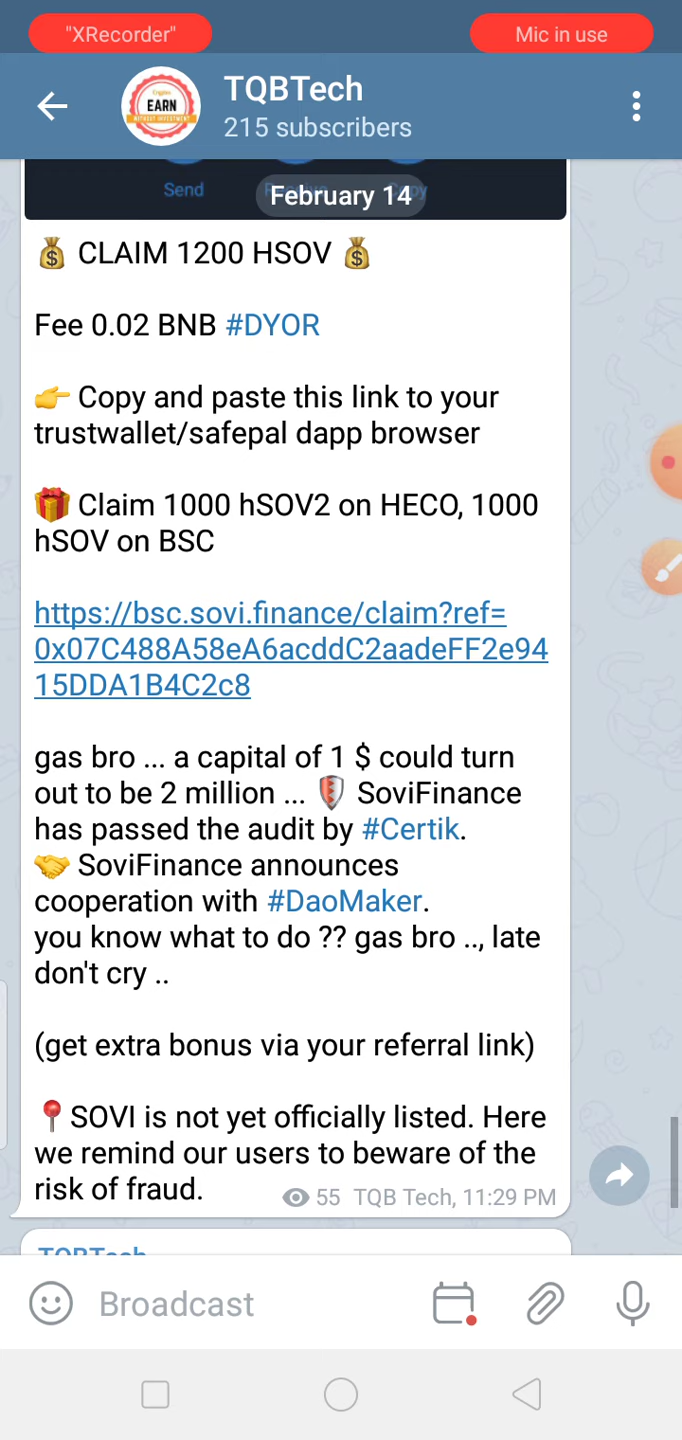 "XRecorder"
Mic in use
EARN
TQBTech
215 subscribers
Send
February 14
💰 CLAIM 1200 HSOV 💰
Fee 0.02 BNB #DYOR
👉 Copy and paste this link to your
trustwallet/safepal dapp browser
🎁 Claim 1000 hSOV2 on HECO, 1000
hSOV on BSC
https://bsc.sovi.finance/claim?ref=
0x07C488A58eA6acddC2aadeFF2e94
15DDA1B4C2c8
gas bro ... a capital of 1 $ could turn
out to be 2 million ... 🛡 SoviFinance
has passed the audit by #Certik.
🤝 SoviFinance announces
cooperation with #DaoMaker.
you know what to do ?? gas bro .., late
don't cry ..
(get extra bonus via your referral link)
📍SOVI is not yet officially listed. Here
we remind our users to beware of the
risk of fraud.
55 TQB Tech, 11:29 PM
TQBTech
Broadcast